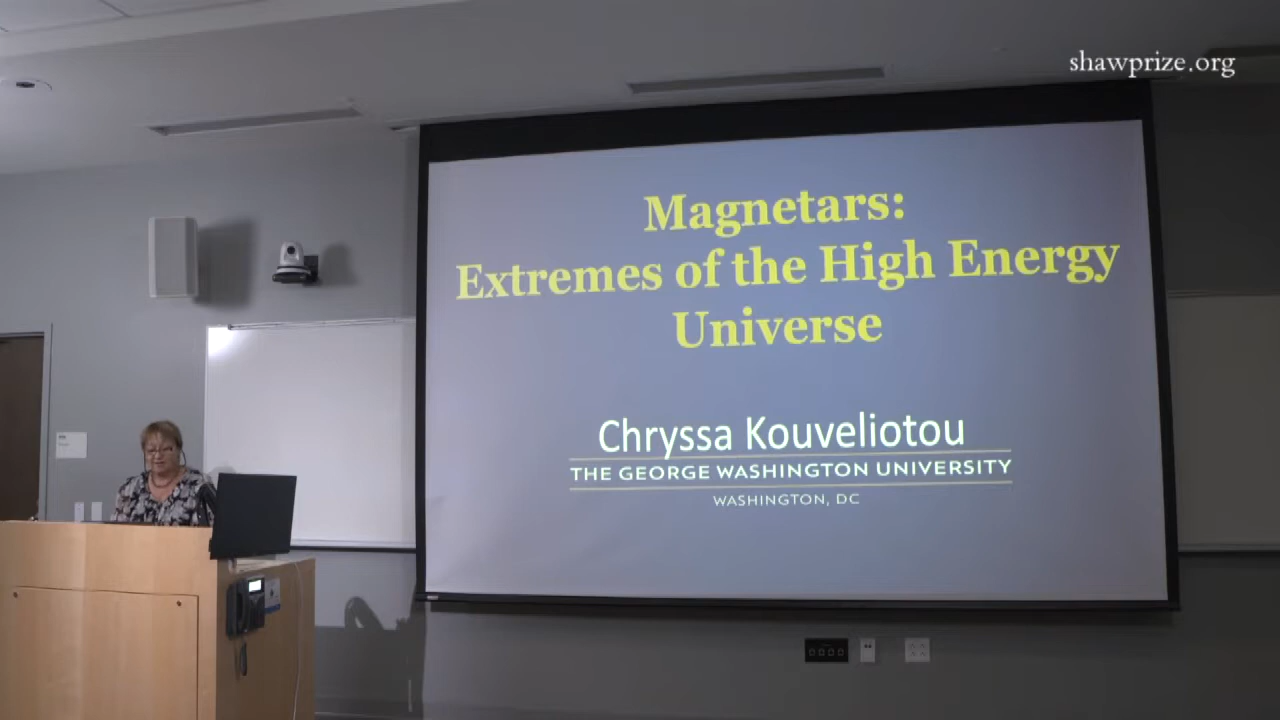 shawprize.org
Magnetars:
Extremes of the High Energy
Universe
Chryssa Kouveliotou
THE GEORGE WASHINGTON UNIVERSITY
WASHINGTON, DC